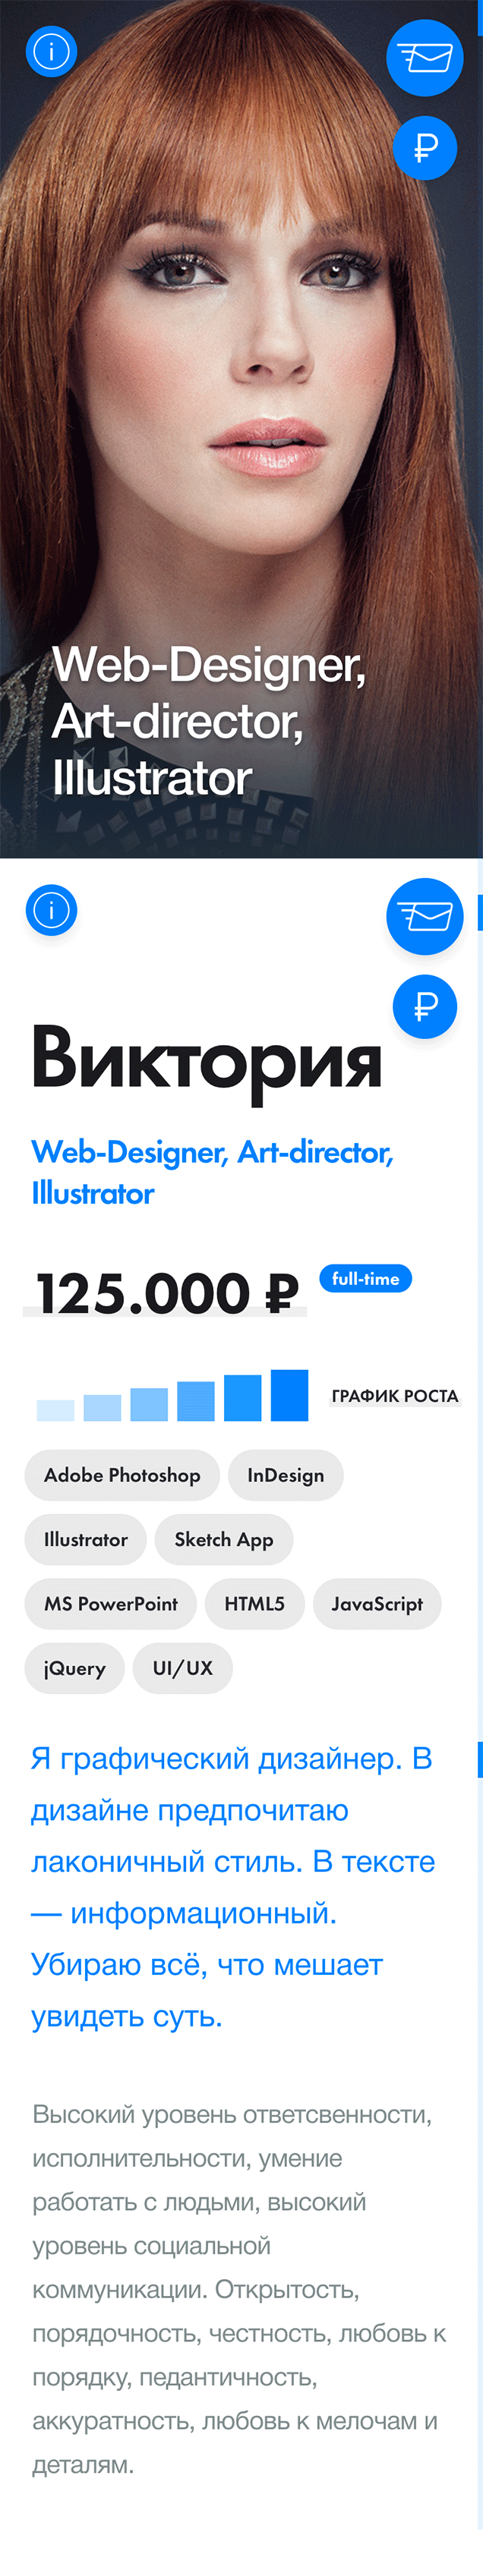 i
₽
Web-Designer,
Art-director,
Illustrator
i
₽
Виктория
Web-Designer, Art-director,
Illustrator
125.000 ₽ full-time
ГРАФИК РОСТА
Adobe Photoshop InDesign
Illustrator Sketch App
MS PowerPoint HTML5 JavaScript
jQuery UI/UX
Я графический дизайнер. В
дизайне предпочитаю
лаконичный стиль. В тексте
— информационный.
Убираю всё, что мешает
увидеть суть.
Высокий уровень ответсвенности,
исполнительности, умение
работать с людьми, высокий
уровень социальной
коммуникации. Открытость,
порядочность, честность, любовь к
порядку, педантичность,
аккуратность, любовь к мелочам и
деталям.